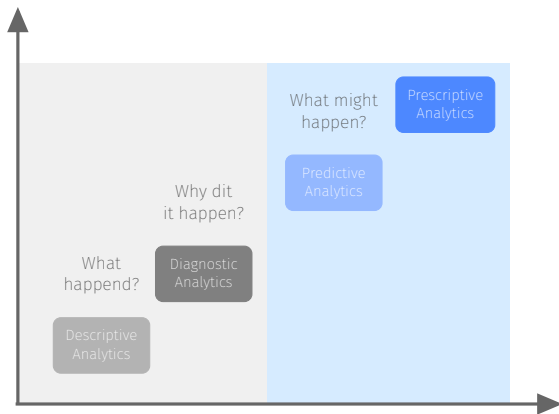 What might
happen?
Prescriptive
Analytics
Predictive
Analytics
Why dit
it happen?
What
happend?
Diagnostic
Analytics
Descriptive
Analytics